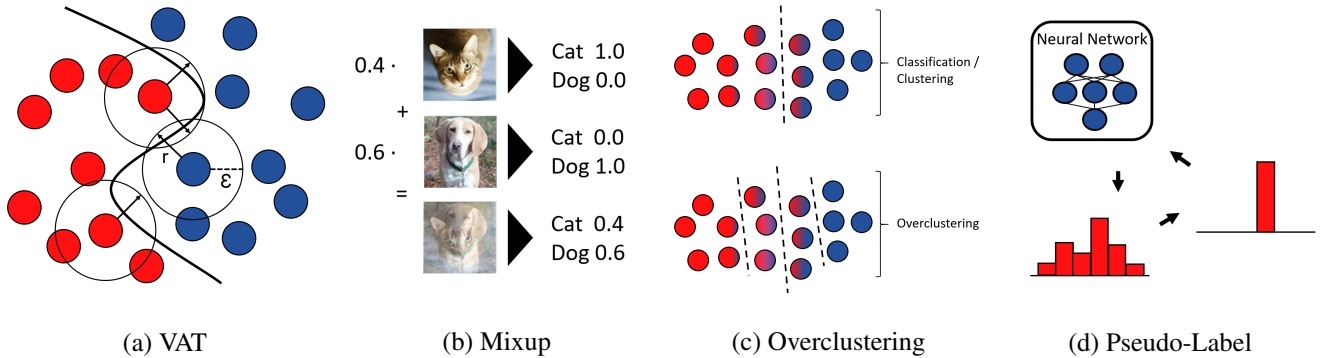 r
ε
(a) VAT
0.4 ·
Cat 1.0
Dog 0.0
+
0.6 ·
Cat 0.0
Dog 1.0
=
Cat 0.4
Dog 0.6
(b) Mixup
Classification /
Clustering
Overclustering
(c) Overclustering
Neural Network
(d) Pseudo-Label